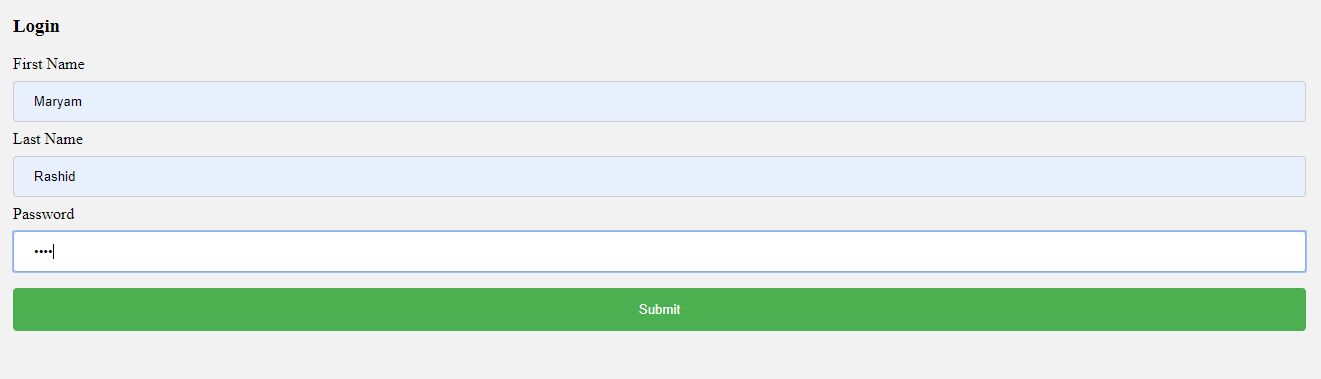 Login
First Name
Maryam
Last Name
Rashid
Password
••••
Submit